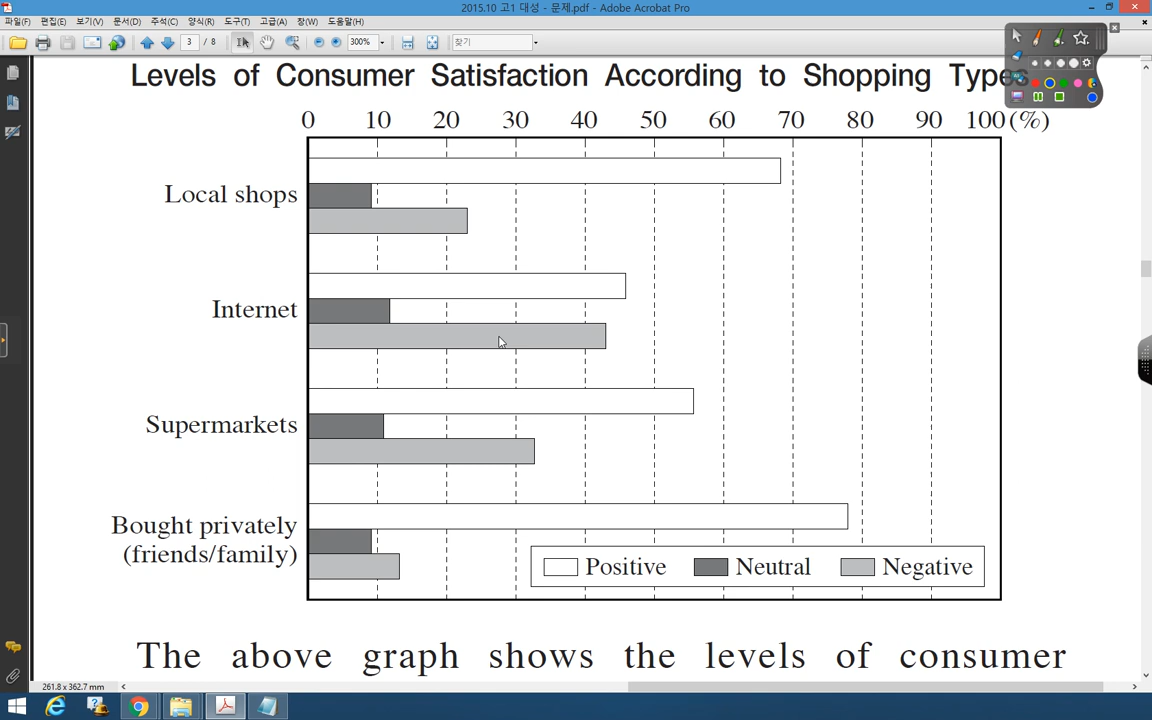 2015.10 고1 대성 - 문제.pdf - Adobe Acrobat Pro
파일(F) 편집(E) 보기(V) 문서(D) 주석(C) 양식(R) 도구(T) 고급(A) 창(W) 도움말(H)
3 / 8 300% 찾기
Levels of Consumer Satisfaction According to Shopping Types
0 10 20 30 40 50 60 70 80 90 100 (%)
Local shops
Internet
Supermarkets
Bought privately
(friends/family)
Positive Neutral Negative
The above graph shows the levels of consumer
261.8 x 362.7 mm